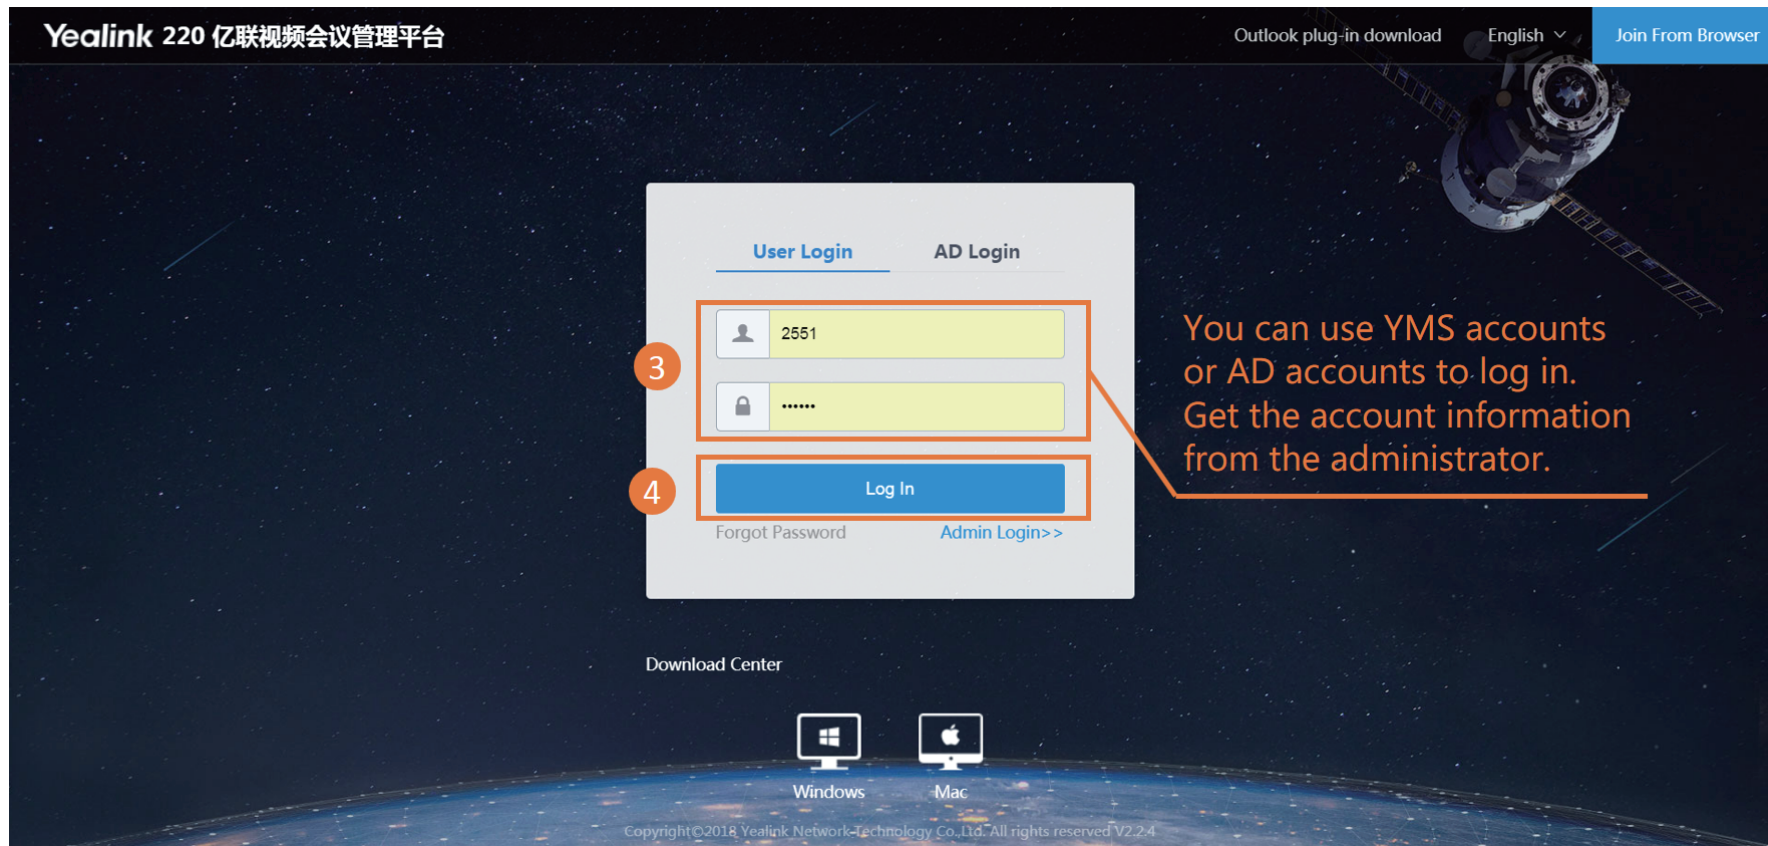 Yealink 220 亿联视频会议管理平台
Outlook plug-in download
English
Join From Browser
User Login
AD Login
3
2551
••••••
You can use YMS accounts
or AD accounts to log in.
Get the account information
from the administrator.
4
Log In
Forgot Password
Admin Login>>
Download Center
Windows
Mac
Copyright©2018 Yealink Network Technology Co.,Ltd. All rights reserved V2.2.4